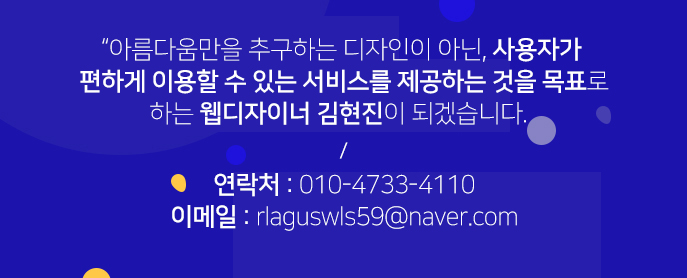 “아름다움만을 추구하는 디자인이 아닌, 사용자가
편하게 이용할 수 있는 서비스를 제공하는 것을 목표로
하는 웹디자이너 김현진이 되겠습니다.
/
연락처 : 010-4733-4110
이메일 : rlaguswls59@naver.com